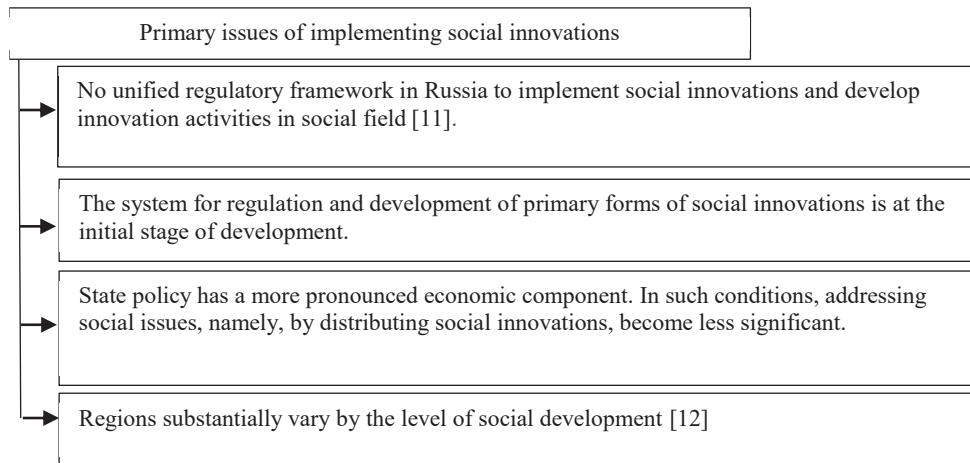 Primary issues of implementing social innovations
No unified regulatory framework in Russia to implement social innovations and develop
innovation activities in social field [11].
The system for regulation and development of primary forms of social innovations is at the
initial stage of development.
State policy has a more pronounced economic component. In such conditions, addressing
social issues, namely, by distributing social innovations, become less significant.
Regions substantially vary by the level of social development [12]